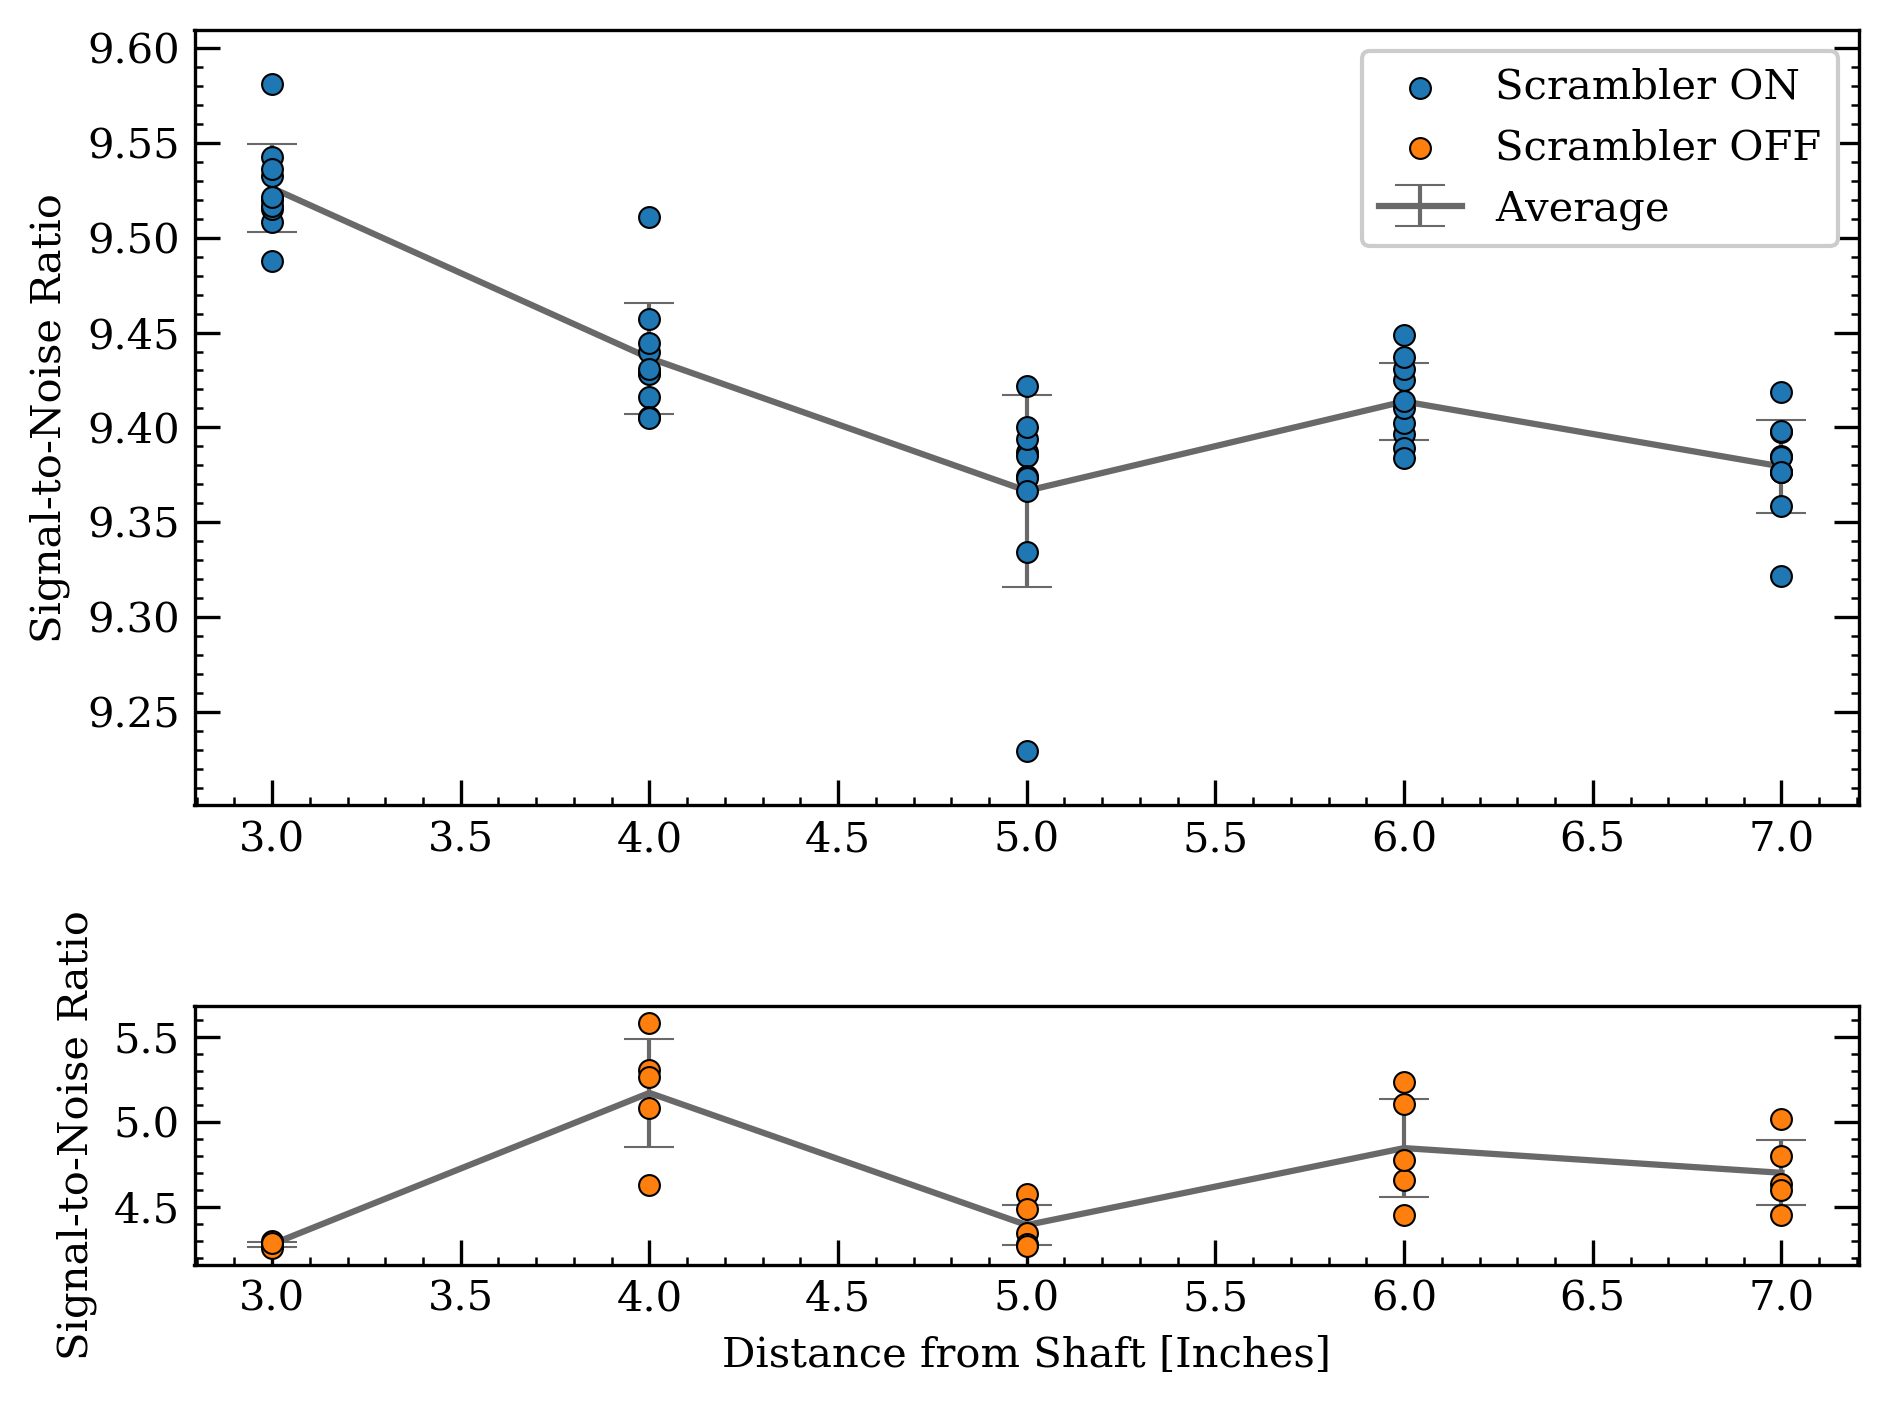 9.60
9.55
9.50
9.45
9.40
9.35
9.30
9.25
Signal-to-Noise Ratio
Scrambler ON
Scrambler OFF
Average
3.0 3.5 4.0 4.5 5.0 5.5 6.0 6.5 7.0
5.5
5.0
4.5
Signal-to-Noise Ratio
3.0 3.5 4.0 4.5 5.0 5.5 6.0 6.5 7.0
Distance from Shaft [Inches]